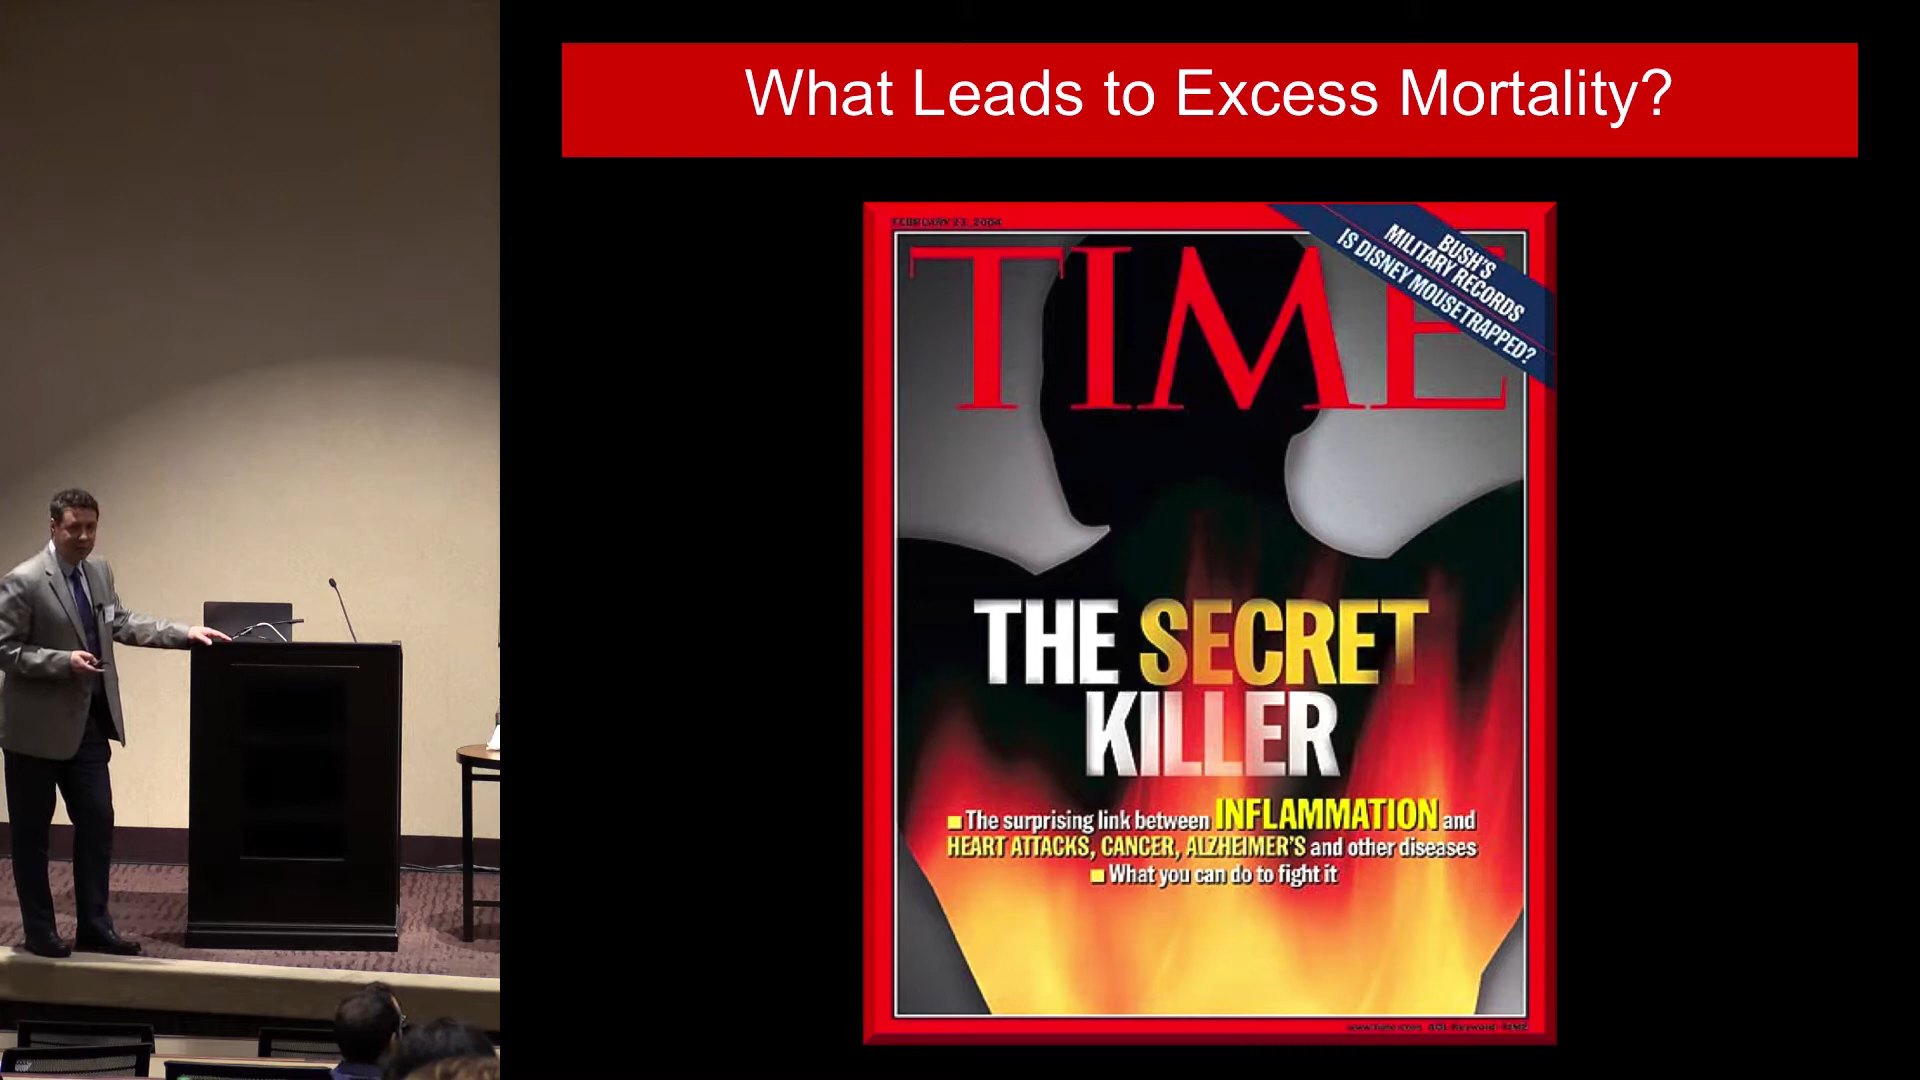 What Leads to Excess Mortality?
FEBRUARY 23, 2004
BUSH'S
MILITARY RECORDS
IS DISNEY MOUSETRAPPED?
TIME
THE SECRET
KILLER
■ The surprising link between INFLAMMATION and
HEART ATTACKS, CANCER, ALZHEIMER'S and other diseases
■ What you can do to fight it